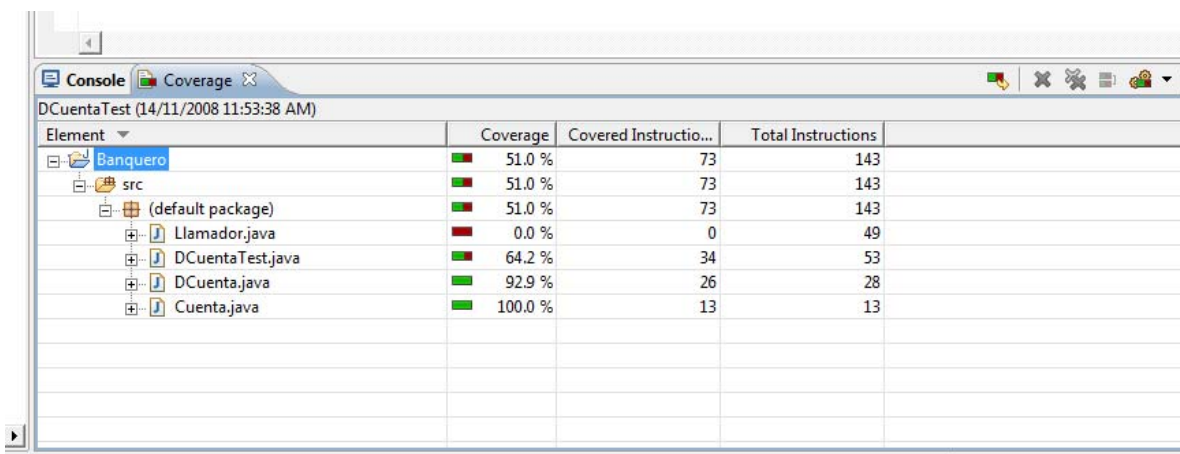 Console Coverage
DCuentaTest (14/11/2008 11:53:38 AM)
Element Coverage Covered Instructio... Total Instructions
Banquero 51.0 % 73 143
src 51.0 % 73 143
(default package) 51.0 % 73 143
Llamador.java 0.0 % 0 49
DCuentaTest.java 64.2 % 34 53
DCuenta.java 92.9 % 26 28
Cuenta.java 100.0 % 13 13